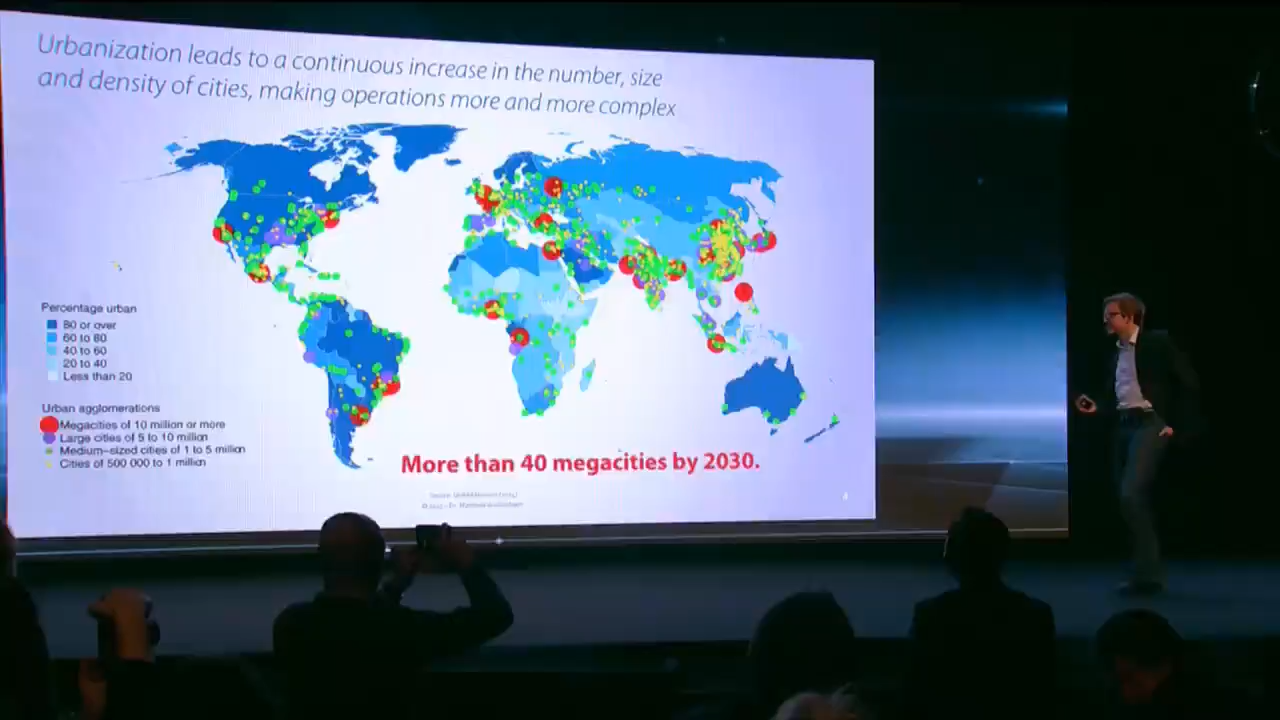 Urbanization leads to a continuous increase in the number, size
and density of cities, making operations more and more complex
Percentage urban
80 or over
60 to 80
40 to 60
20 to 40
Less than 20
Urban agglomerations
Megacities of 10 million or more
Large cities of 5 to 10 million
Medium-sized cities of 1 to 5 million
Cities of 500 000 to 1 million
More than 40 megacities by 2030.